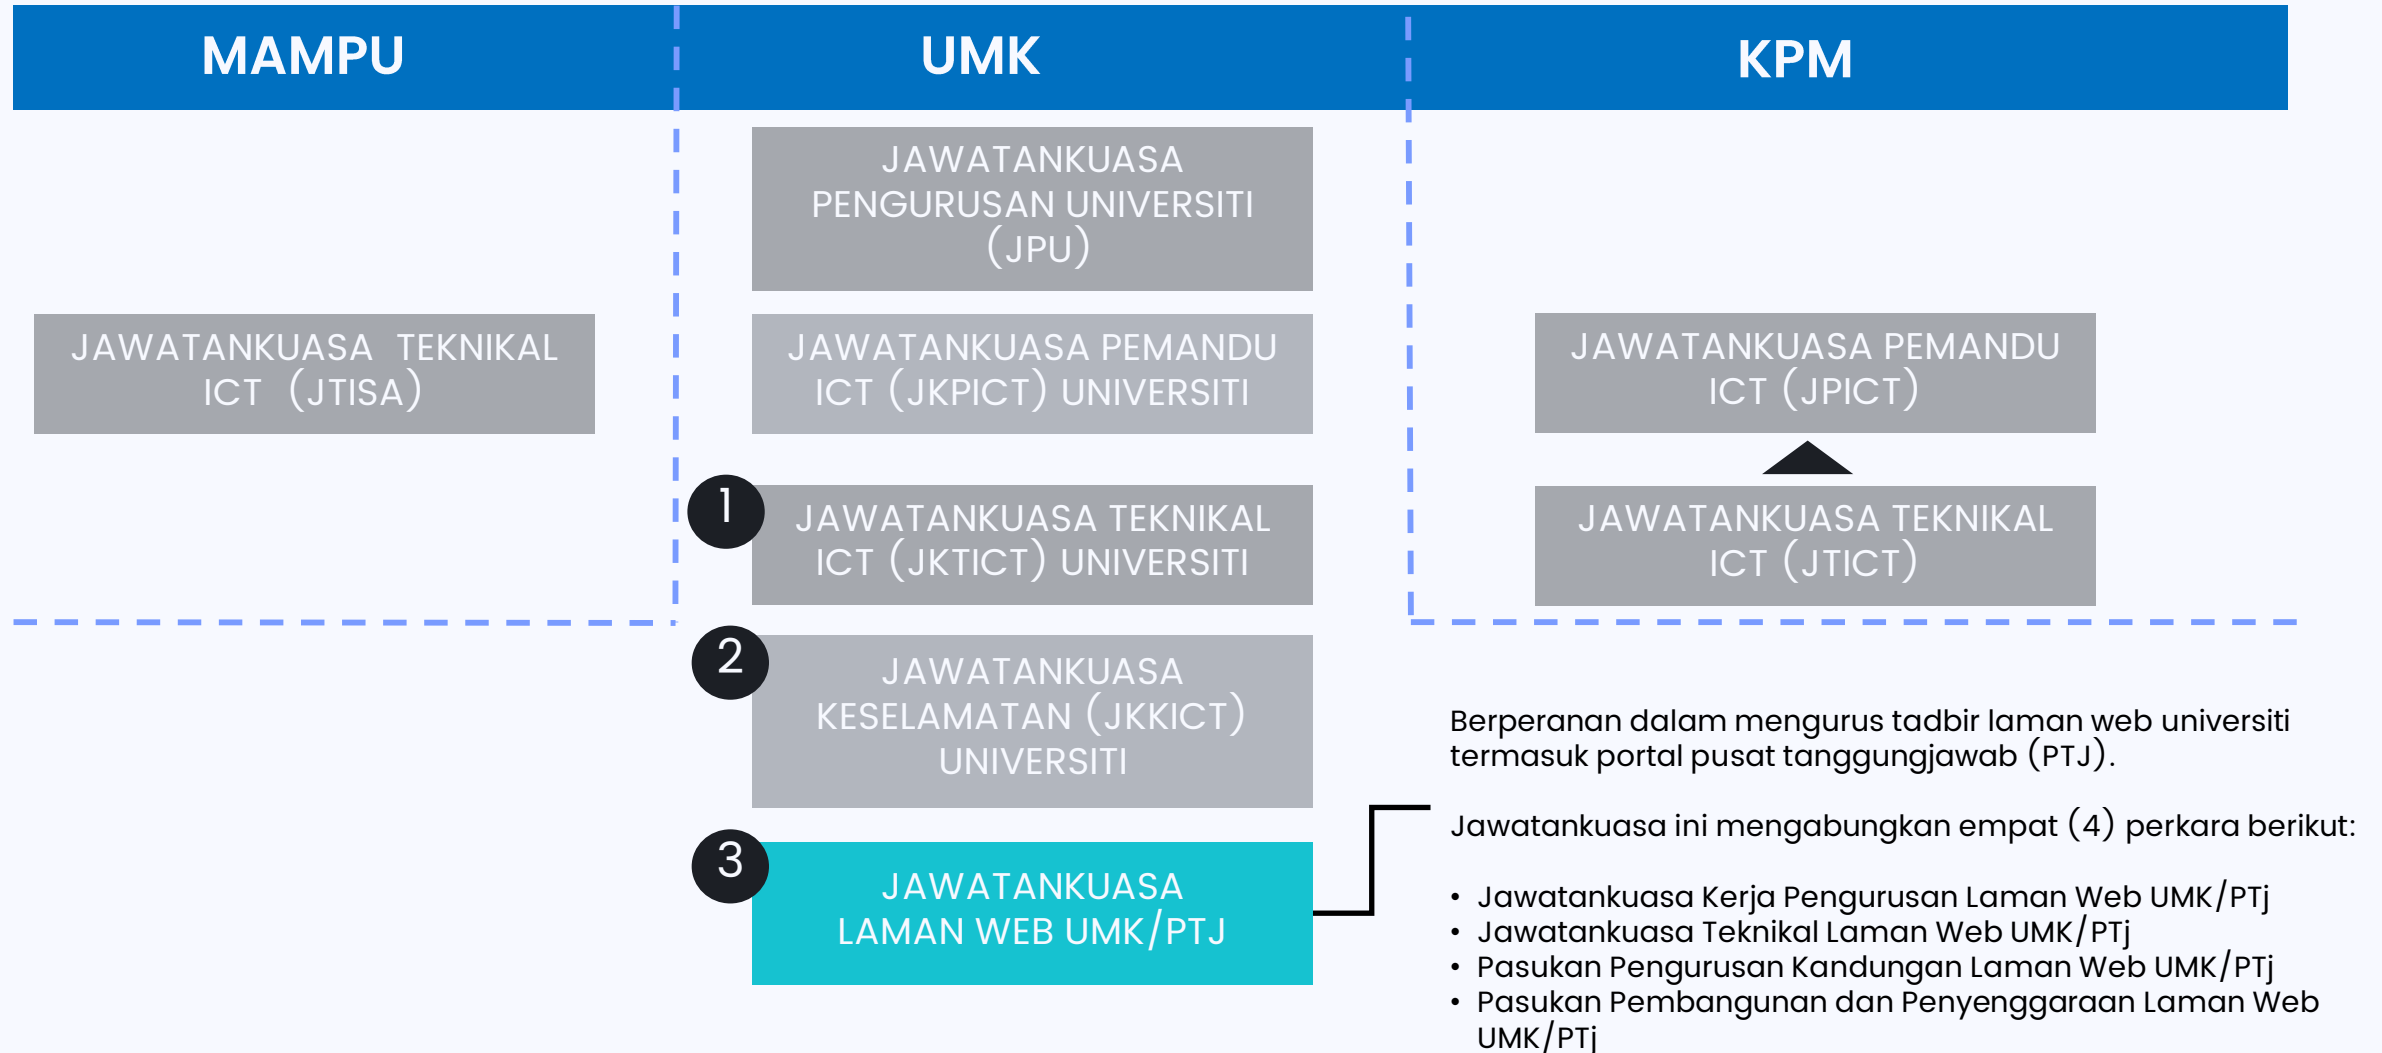 MAMPU
UMK
KPM
JAWATANKUASA
PENGURUSAN UNIVERSITI
(JPU)
JAWATANKUASA TEKNIKAL
ICT (JTISA)
JAWATANKUASA PEMANDU
ICT (JKPICT) UNIVERSITI
JAWATANKUASA PEMANDU
ICT (JPICT)
1
JAWATANKUASA TEKNIKAL
ICT (JKTICT) UNIVERSITI
JAWATANKUASA TEKNIKAL
ICT (JTICT)
2
JAWATANKUASA
KESELAMATAN (JKKICT)
UNIVERSITI
3
JAWATANKUASA
LAMAN WEB UMK/PTJ
Berperanan dalam mengurus tadbir laman web universiti
termasuk portal pusat tanggungjawab (PTJ).
Jawatankuasa ini mengabungkan empat (4) perkara berikut:
• Jawatankuasa Kerja Pengurusan Laman Web UMK/PTj
• Jawatankuasa Teknikal Laman Web UMK/PTj
• Pasukan Pengurusan Kandungan Laman Web UMK/PTj
• Pasukan Pembangunan dan Penyenggaraan Laman Web
UMK/PTj